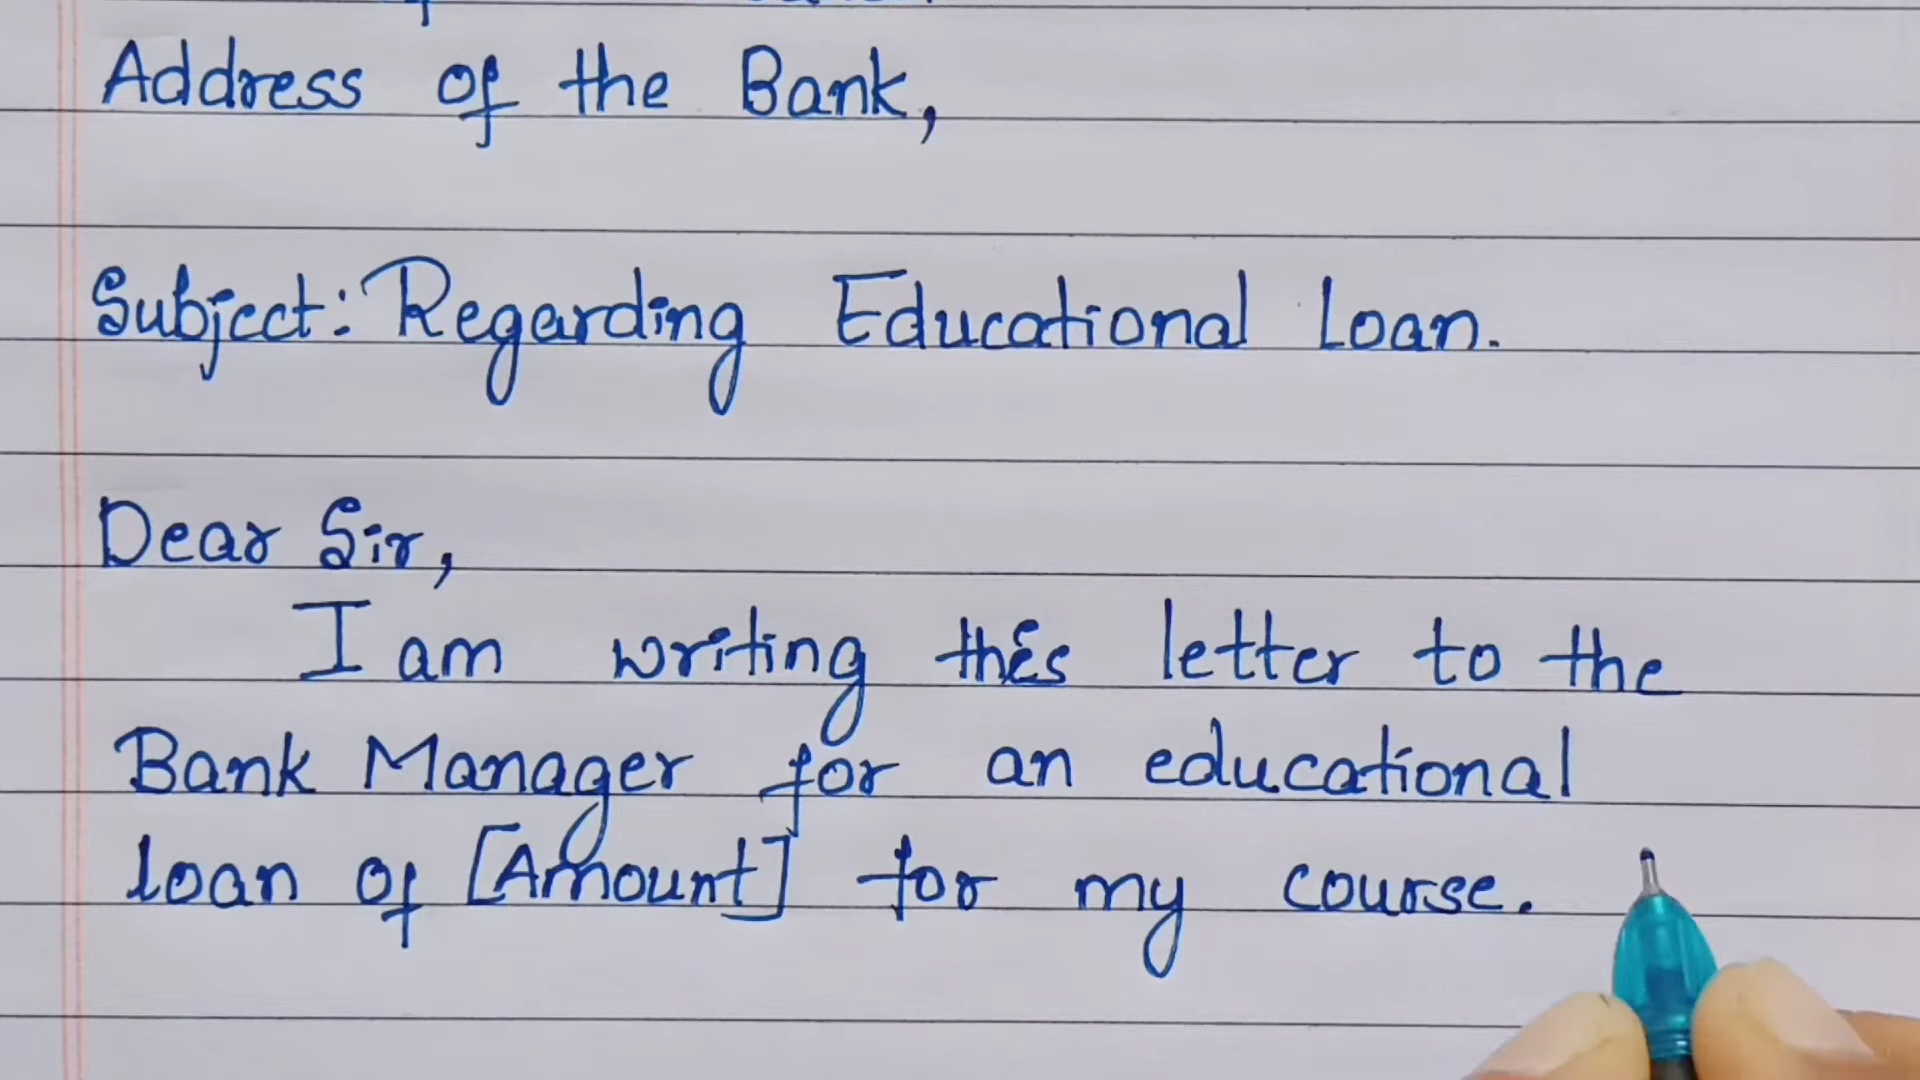 Address of the Bank,
Subject: Regarding Educational Loan.
Dear Sir,
I am writing this letter to the
Bank Manager for an educational
loan of [Amount] for my course.